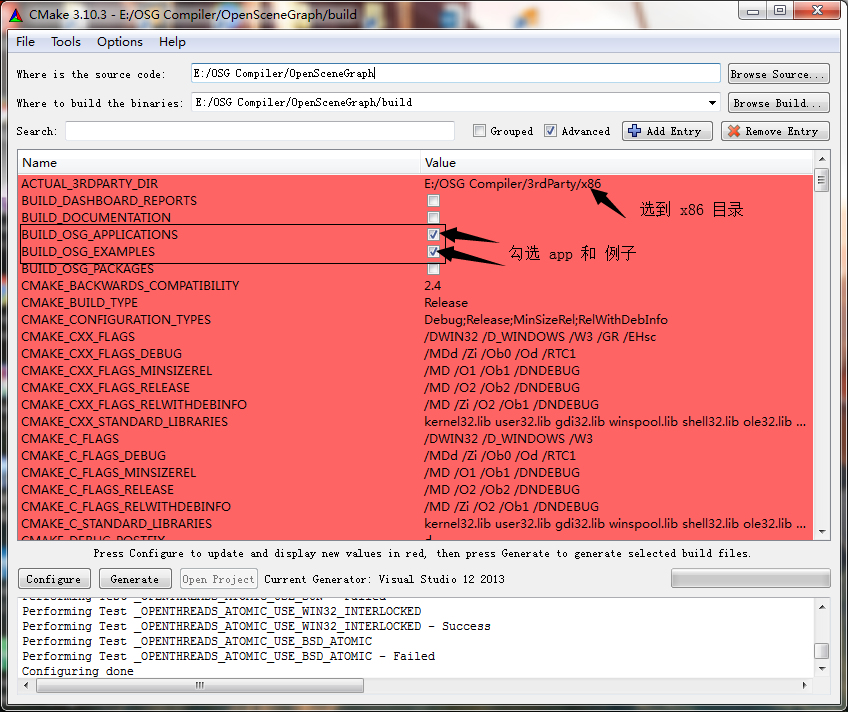 CMake 3.10.3 - E:/OSG Compiler/OpenSceneGraph/build
File Tools Options Help
Where is the source code: E:/OSG Compiler/OpenSceneGraph Browse Source...
Where to build the binaries: E:/OSG Compiler/OpenSceneGraph/build Browse Build...
Search: Grouped Advanced Add Entry Remove Entry
Name Value
ACTUAL_3RDPARTY_DIR E:/OSG Compiler/3rdParty/x86
BUILD_DASHBOARD_REPORTS
选到 x86 目录
BUILD_DOCUMENTATION
BUILD_OSG_APPLICATIONS
BUILD_OSG_EXAMPLES
勾选 app 和 例子
BUILD_OSG_PACKAGES
CMAKE_BACKWARDS_COMPATIBILITY 2.4
CMAKE_BUILD_TYPE Release
CMAKE_CONFIGURATION_TYPES Debug;Release;MinSizeRel;RelWithDebInfo
CMAKE_CXX_FLAGS /DWIN32 /D_WINDOWS /W3 /GR /EHsc
CMAKE_CXX_FLAGS_DEBUG /MDd /Zi /Ob0 /Od /RTC1
CMAKE_CXX_FLAGS_MINSIZEREL /MD /O1 /Ob1 /DNDEBUG
CMAKE_CXX_FLAGS_RELEASE /MD /O2 /Ob2 /DNDEBUG
CMAKE_CXX_FLAGS_RELWITHDEBINFO /MD /Zi /O2 /Ob1 /DNDEBUG
CMAKE_CXX_STANDARD_LIBRARIES kernel32.lib user32.lib gdi32.lib winspool.lib shell32.lib ole32.lib ...
CMAKE_C_FLAGS /DWIN32 /D_WINDOWS /W3
CMAKE_C_FLAGS_DEBUG /MDd /Zi /Ob0 /Od /RTC1
CMAKE_C_FLAGS_MINSIZEREL /MD /O1 /Ob1 /DNDEBUG
CMAKE_C_FLAGS_RELEASE /MD /O2 /Ob2 /DNDEBUG
CMAKE_C_FLAGS_RELWITHDEBINFO /MD /Zi /O2 /Ob1 /DNDEBUG
CMAKE_C_STANDARD_LIBRARIES kernel32.lib user32.lib gdi32.lib winspool.lib shell32.lib ole32.lib ...
CMAKE_DEBUG_POSTFIX d
Press Configure to update and display new values in red, then press Generate to generate selected build files.
Configure Generate Open Project Current Generator: Visual Studio 12 2013
Performing Test _OPENTHREADS_ATOMIC_USE_SUN - Failed
Performing Test _OPENTHREADS_ATOMIC_USE_WIN32_INTERLOCKED
Performing Test _OPENTHREADS_ATOMIC_USE_WIN32_INTERLOCKED - Success
Performing Test _OPENTHREADS_ATOMIC_USE_BSD_ATOMIC
Performing Test _OPENTHREADS_ATOMIC_USE_BSD_ATOMIC - Failed
Configuring done